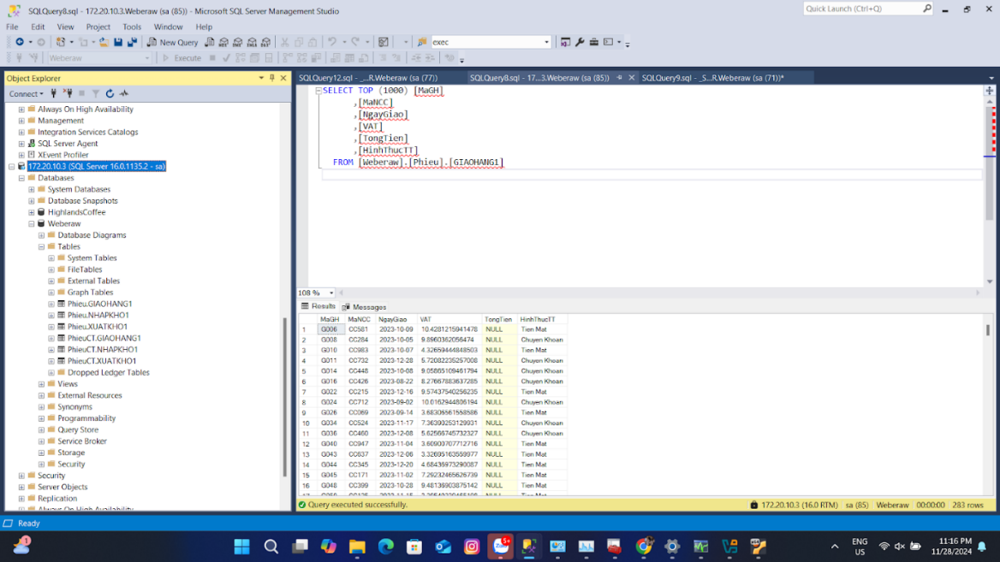 SQLQuery8.sql - 172.20.10.3.Weberaw (sa (85)) - Microsoft SQL Server Management Studio
Quick Launch (Ctrl+Q)
File Edit View Project Tools Window Help
New Query
exec
Weberaw
Execute
Object Explorer
Connect
Always On High Availability
Management
Integration Services Catalogs
SQL Server Agent
XEvent Profiler
172.20.10.3 (SQL Server 16.0.1135.2 - sa)
Databases
System Databases
Database Snapshots
HighlandsCoffee
Weberaw
Database Diagrams
Tables
System Tables
FileTables
External Tables
Graph Tables
Phieu.GIAOHANG1
Phieu.NHAPKHO1
Phieu.XUATKHO1
PhieuCT.GIAOHANG1
PhieuCT.NHAPKHO1
PhieuCT.XUATKHO1
Dropped Ledger Tables
Views
External Resources
Synonyms
Programmability
Query Store
Service Broker
Storage
Security
Security
Server Objects
Replication
Always On High Availability
SQLQuery12.sql - _...R.Weberaw (sa (77)) SQLQuery8.sql - 17...3.Weberaw (sa (85)) SQLQuery9.sql - _S...R.Weberaw (sa (71))*
SELECT TOP (1000) [MaGH]
,[MaNCC]
,[NgayGiao]
,[VAT]
,[TongTien]
,[HinhThucTT]
FROM [Weberaw].[Phieu].[GIAOHANG1]
108 %
Results Messages
MaGH MaNCC NgayGiao VAT TongTien HinhThucTT
1 G006 CC581 2023-10-09 10.4281215941478 NULL Tien Mat
2 G008 CC284 2023-10-05 9.8960362056474 NULL Chuyen Khoan
3 G010 CC983 2023-10-07 4.32659444848503 NULL Tien Mat
4 G011 CC732 2023-12-28 5.72082235257008 NULL Chuyen Khoan
5 G014 CC448 2023-10-08 9.05865109461794 NULL Chuyen Khoan
6 G016 CC426 2023-08-22 8.27667883637285 NULL Chuyen Khoan
7 G022 CC215 2023-12-16 9.57437540256235 NULL Tien Mat
8 G024 CC712 2023-09-02 10.0162944806194 NULL Chuyen Khoan
9 G026 CC069 2023-09-14 3.68306561558586 NULL Tien Mat
10 G034 CC524 2023-11-17 7.36390253129931 NULL Chuyen Khoan
11 G036 CC460 2023-12-08 5.62566745732327 NULL Chuyen Khoan
12 G040 CC947 2023-11-04 3.60900707712716 NULL Tien Mat
13 G043 CC637 2023-12-06 3.32695163559977 NULL Tien Mat
14 G044 CC345 2023-12-20 4.68436973290087 NULL Tien Mat
15 G045 CC171 2023-11-02 7.29232465626739 NULL Tien Mat
16 G048 CC399 2023-10-28 9.48136903875142 NULL Tien Mat
Query executed successfully.
172.20.10.3 (16.0 RTM) sa (85) Weberaw 00:00:00 283 rows
Ready
1
5+
ENG
US
11:16 PM
11/28/2024